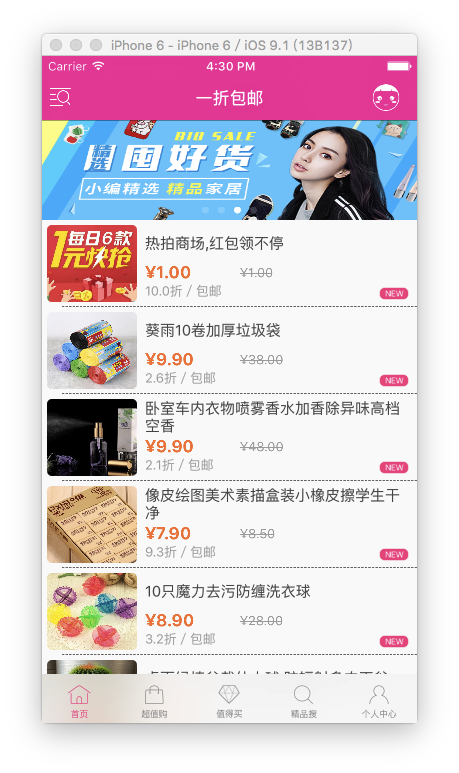 iPhone 6 - iPhone 6 / iOS 9.1 (13B137)
Carrier 4:30 PM
一折包邮
BIG SALE
精选 囤好货
小编精选 精品家居
每日6款
1元快抢
热拍商场,红包领不停
¥1.00 ¥1.00
10.0折 / 包邮
NEW
葵雨10卷加厚垃圾袋
¥9.90 ¥38.00
2.6折 / 包邮
NEW
卧室车内衣物喷雾香水加香除异味高档
空香
¥9.90 ¥48.00
2.1折 / 包邮
NEW
橡皮绘图美术素描盒装小橡皮擦学生干
净
¥7.90 ¥8.50
9.3折 / 包邮
NEW
10只魔力去污防缠洗衣球
¥8.90 ¥28.00
3.2折 / 包邮
NEW
首页 超值购 值得买 精品搜 个人中心